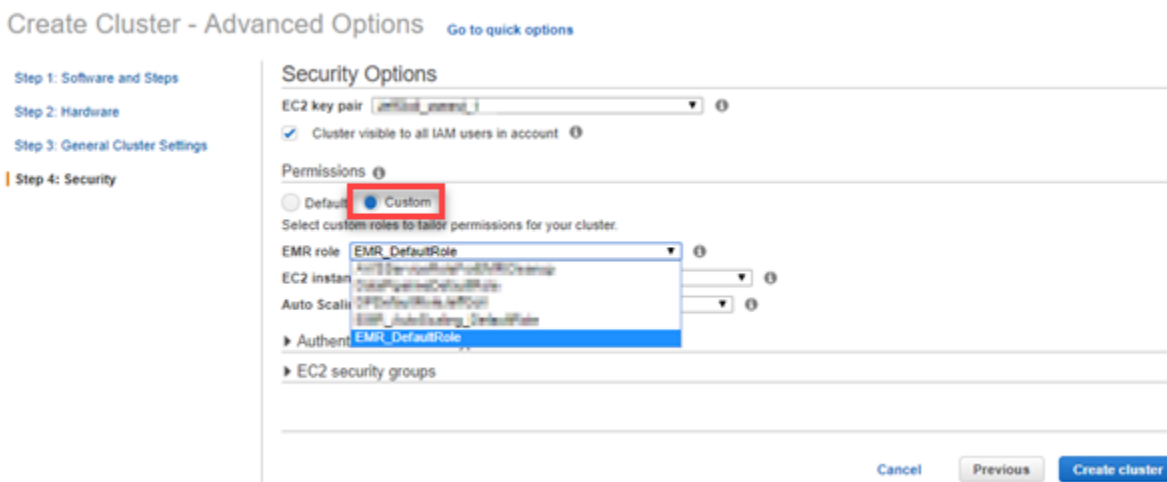 Create Cluster - Advanced Options Go to quick options
Step 1: Software and Steps
Step 2: Hardware
Step 3: General Cluster Settings
Step 4: Security
Security Options
EC2 key pair
Cluster visible to all IAM users in account
Permissions
Default Custom
Select custom roles to tailor permissions for your cluster.
EMR role EMR_DefaultRole
EC2 instan
Auto Scali
EMR_DefaultRole
Authent
EC2 security groups
Cancel Previous Create cluster